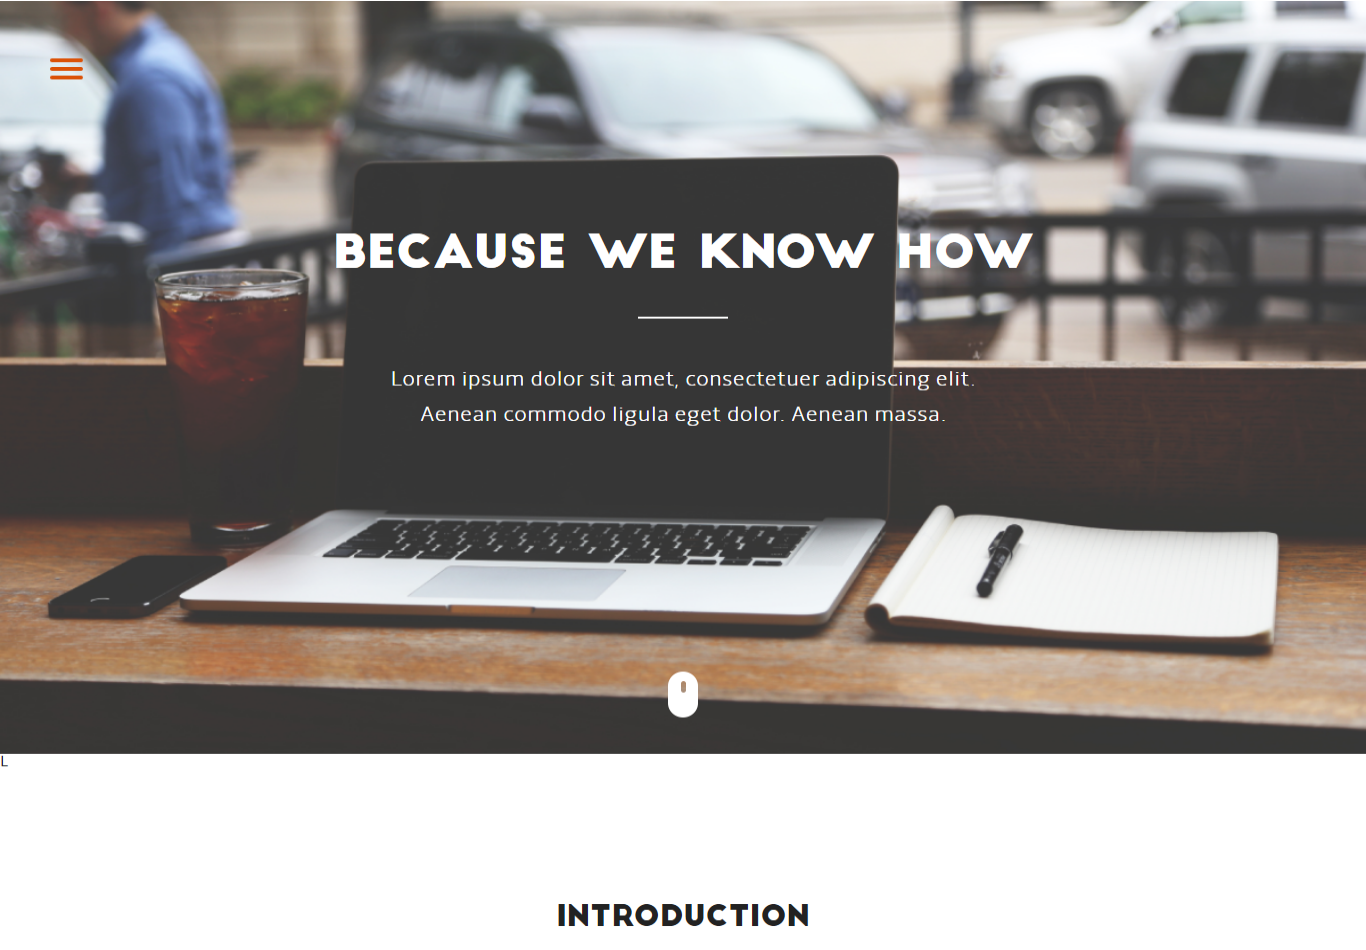 BECAUSE WE KNOW HOW
Lorem ipsum dolor sit amet, consectetuer adipiscing elit.
Aenean commodo ligula eget dolor. Aenean massa.
L
INTRODUCTION